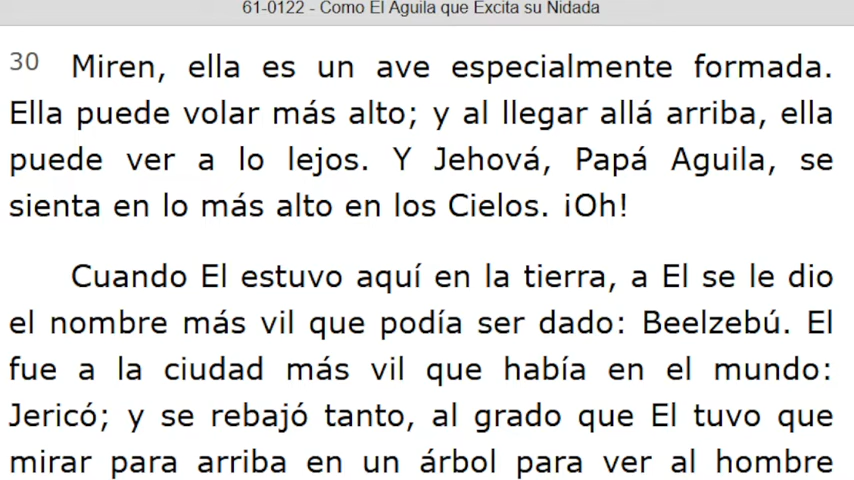 61-0122 - Como El Aguila que Excita su Nidada
30 Miren, ella es un ave especialmente formada.
Ella puede volar más alto; y al llegar allá arriba, ella
puede ver a lo lejos. Y Jehová, Papá Aguila, se
sienta en lo más alto en los Cielos. ¡Oh!
Cuando El estuvo aquí en la tierra, a El se le dio
el nombre más vil que podía ser dado: Beelzebú. El
fue a la ciudad más vil que había en el mundo:
Jericó; y se rebajó tanto, al grado que El tuvo que
mirar para arriba en un árbol para ver al hombre